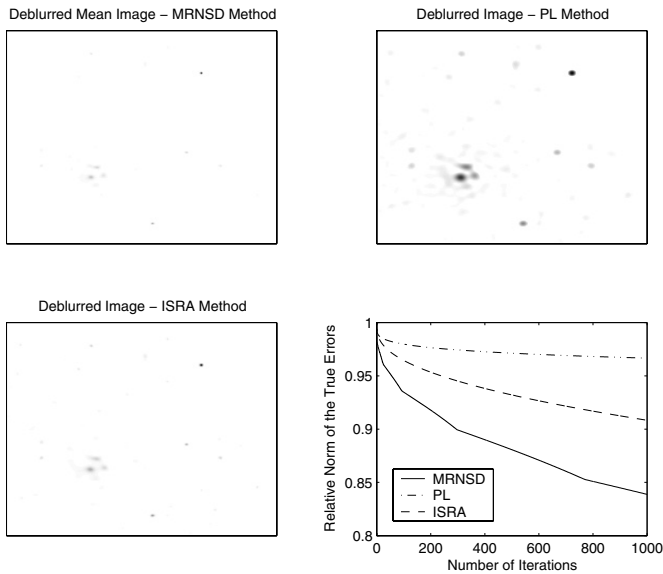 Deblurred Mean Image − MRNSD Method
Deblurred Image − PL Method
Deblurred Image − ISRA Method
Relative Norm of the True Errors
1
0.95
0.9
0.85
0.8
MRNSD
PL
ISRA
0 200 400 600 800 1000
Number of Iterations